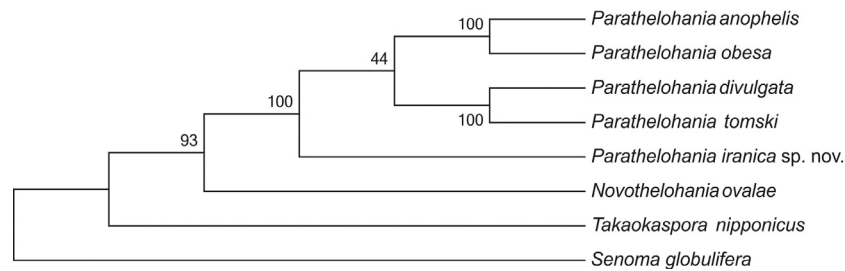 100
Parathelohania anophelis
Parathelohania obesa
44
Parathelohania divulgata
100
100
Parathelohania tomski
93
Parathelohania iranica sp. nov.
Novothelohania ovalae
Takaokaspora nipponicus
Senoma globulifera